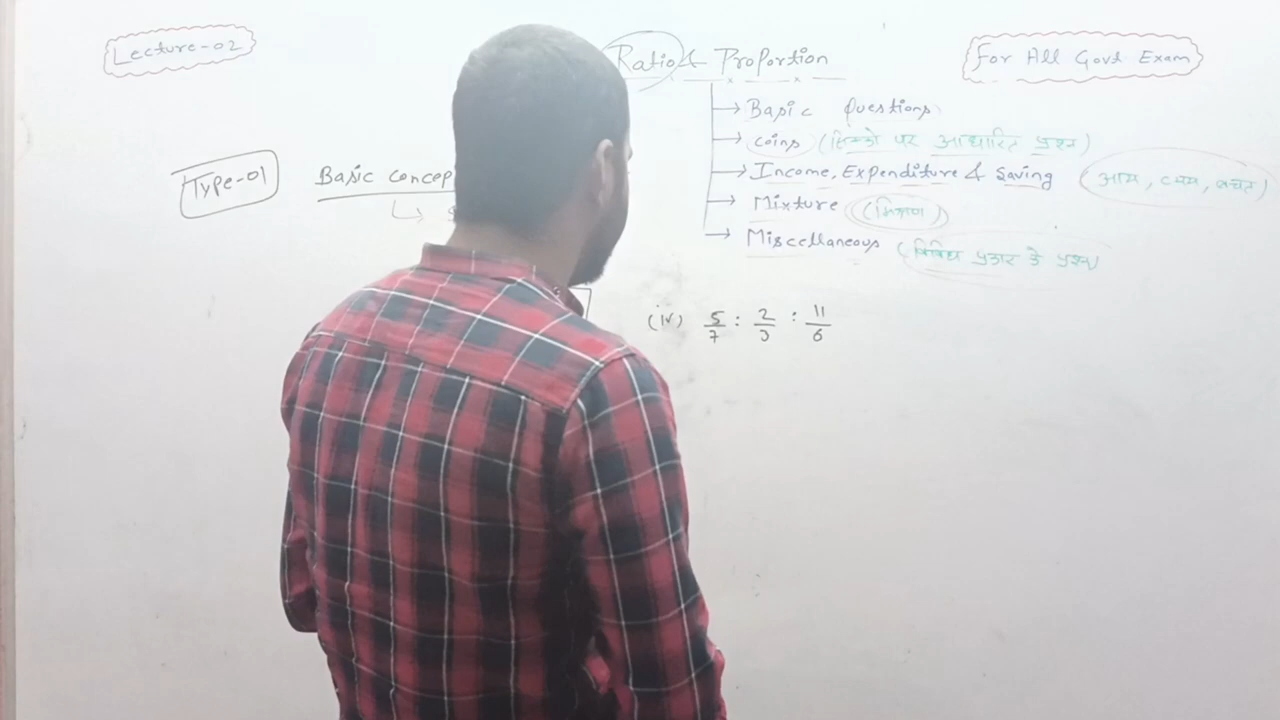 Lecture-02
Ratio & Proportion
For All Govt Exam
Basic Questions
coins (सिक्को पर आधारित प्रश्न)
Type-01
Basic concep
Income, Expenditure & Saving (आय, व्यय, बचत)
Mixture (मिश्रण)
Miscellaneous (विविध प्रकार के प्रश्न)
(iv) 5/7 : 2/3 : 11/6